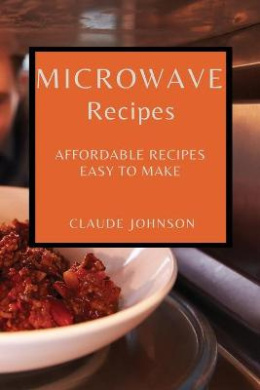 MICROWAVE
Recipes
AFFORDABLE RECIPES
EASY TO MAKE
CLAUDE JOHNSON